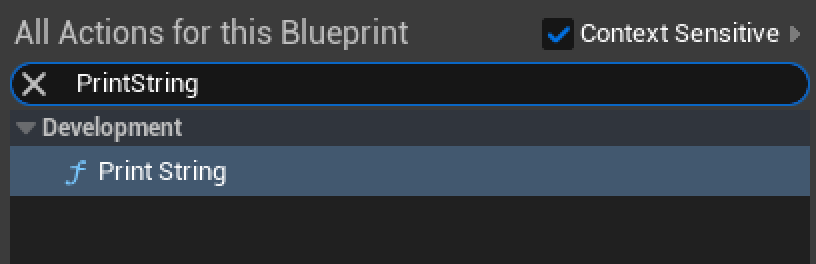 All Actions for this Blueprint Context Sensitive
PrintString
Development
f Print String